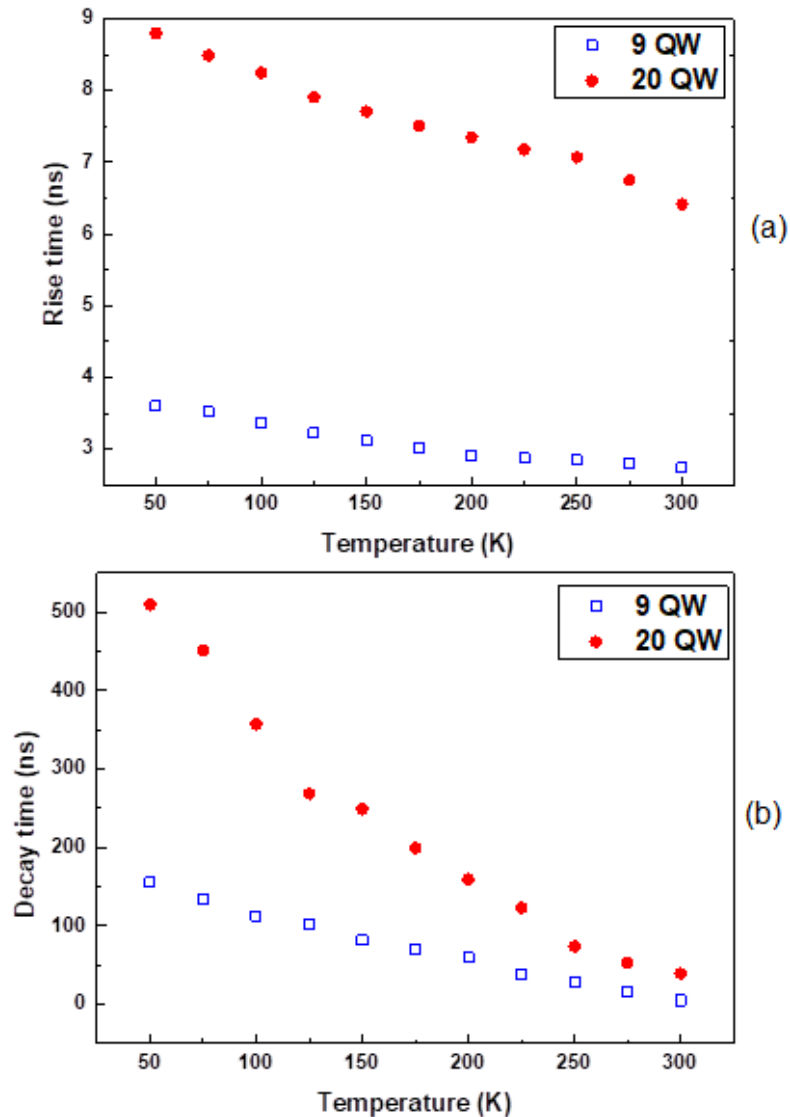 9
8
7
6
5
4
3
Rise time (ns)
9 QW
20 QW
(a)
50 100 150 200 250 300
Temperature (K)
500
400
300
200
100
0
Decay time (ns)
9 QW
20 QW
(b)
50 100 150 200 250 300
Temperature (K)